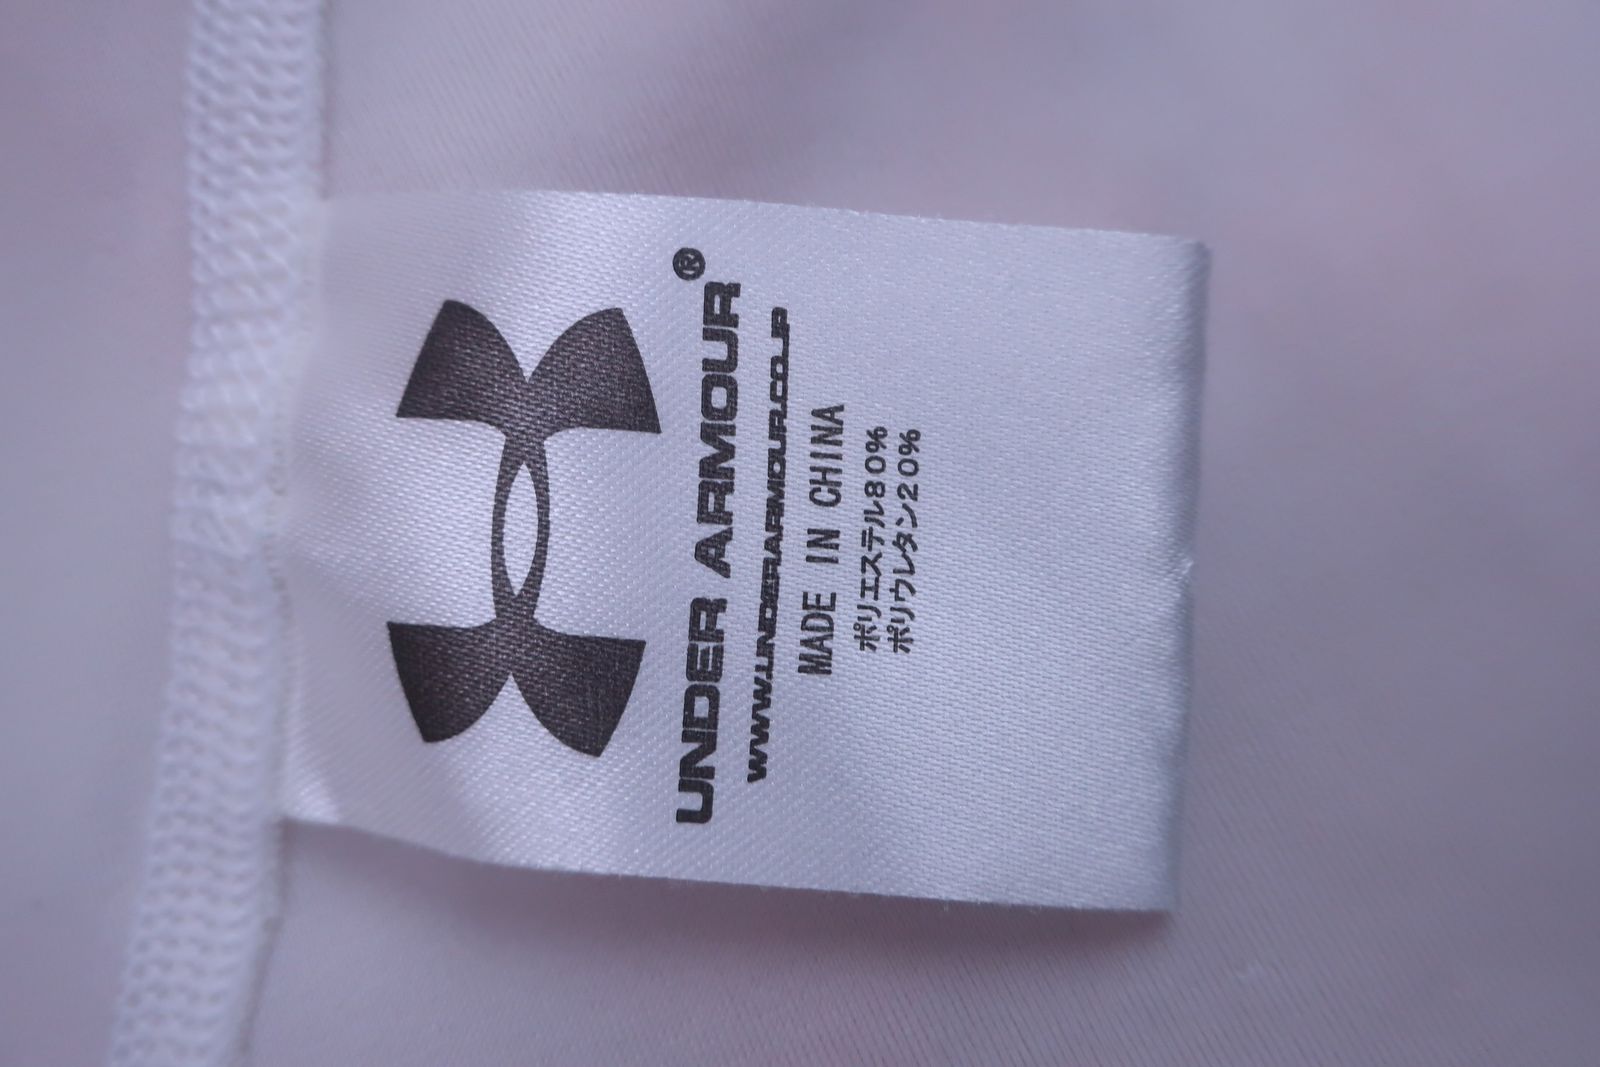 UNDER ARMOUR®
WWW.UNDERARMOUR.CO.JP
MADE IN CHINA
ポリエステル80%
ポリウレタン20%